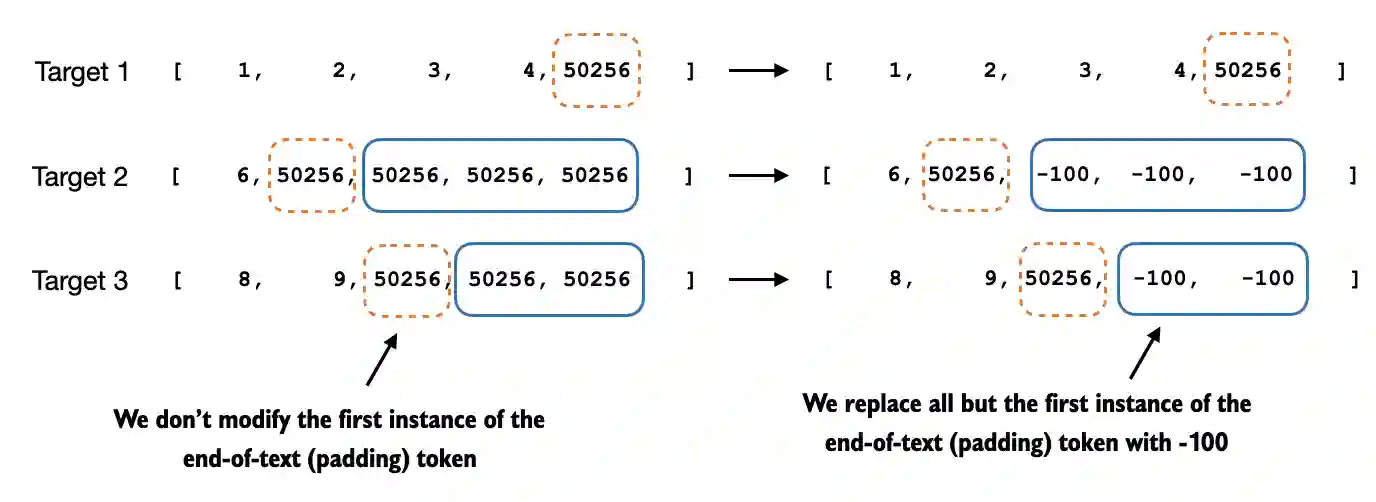 Target 1 [ 1, 2, 3, 4, 50256 ] [ 1, 2, 3, 4, 50256 ]
Target 2 [ 6, 50256, 50256, 50256, 50256 ] [ 6, 50256, -100, -100, -100 ]
Target 3 [ 8, 9, 50256, 50256, 50256 ] [ 8, 9, 50256, -100, -100 ]
We don’t modify the first instance of the
end-of-text (padding) token
We replace all but the first instance of the
end-of-text (padding) token with -100